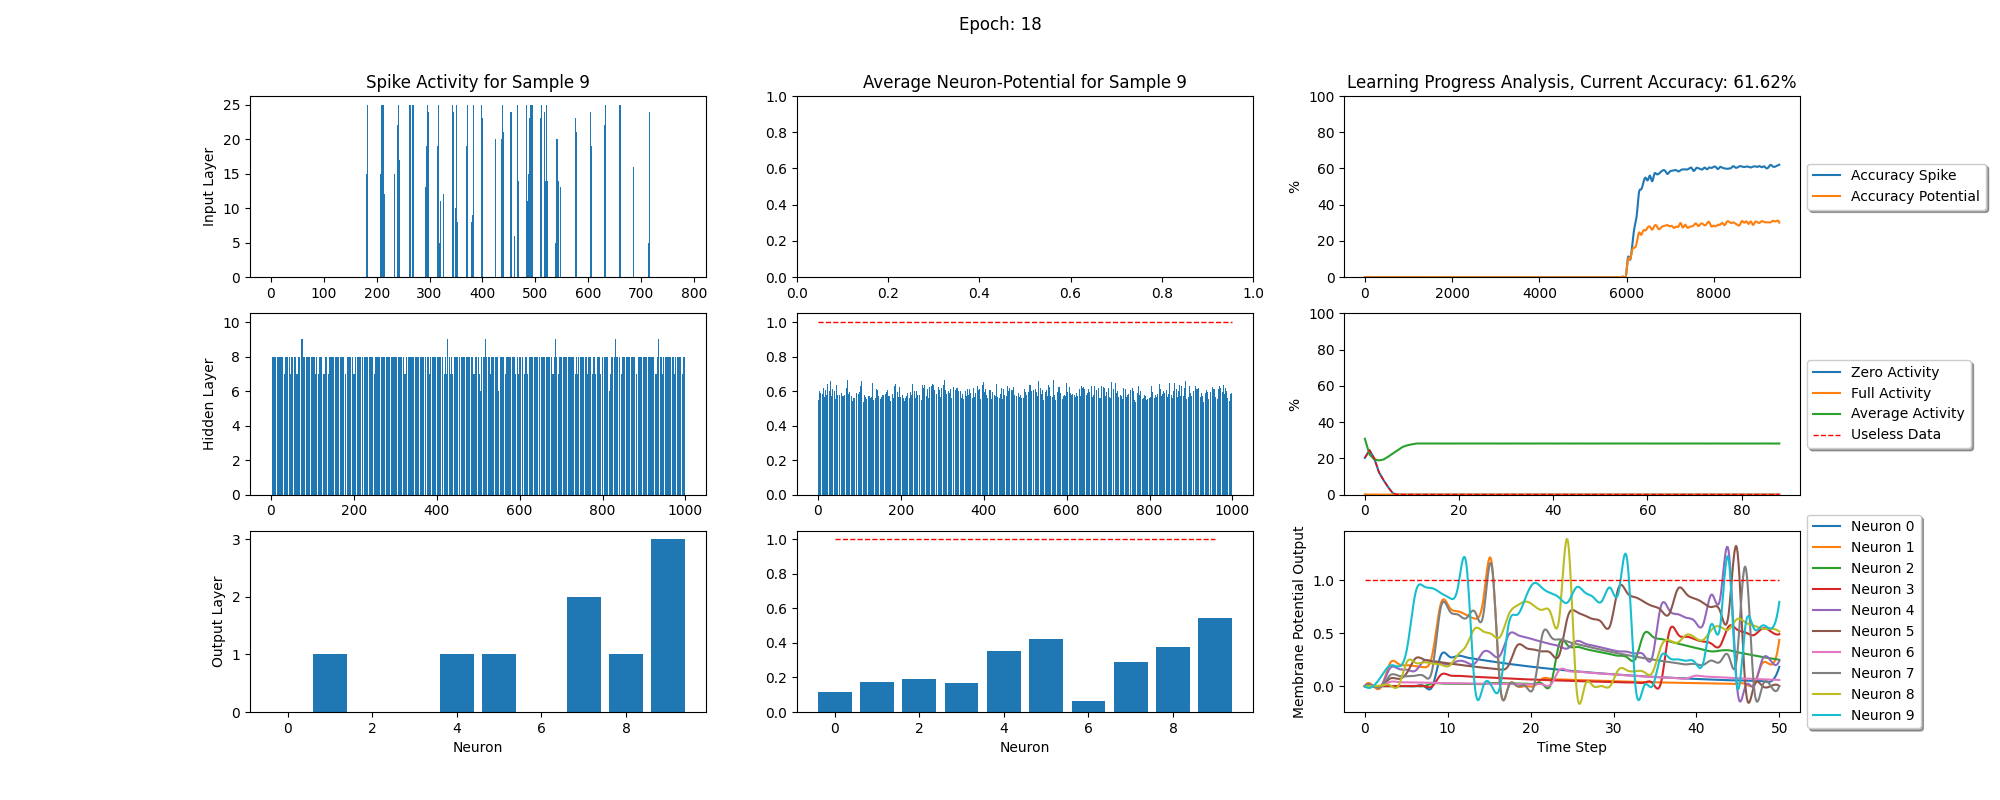 Epoch: 18
Spike Activity for Sample 9
Average Neuron-Potential for Sample 9
Learning Progress Analysis, Current Accuracy: 61.62%
Input Layer
25
20
15
10
5
0
0 100 200 300 400 500 600 700 800
1.0
0.8
0.6
0.4
0.2
0.0
0.0 0.2 0.4 0.6 0.8 1.0
%
100
80
60
40
20
0
0 2000 4000 6000 8000
Accuracy Spike
Accuracy Potential
Hidden Layer
10
8
6
4
2
0
0 200 400 600 800 1000
1.0
0.8
0.6
0.4
0.2
0.0
0 200 400 600 800 1000
%
100
80
60
40
20
0
0 20 40 60 80
Zero Activity
Full Activity
Average Activity
Useless Data
Output Layer
3
2
1
0
0 2 4 6 8
Neuron
1.0
0.8
0.6
0.4
0.2
0.0
0 2 4 6 8
Neuron
Membrane Potential Output
1.0
0.5
0.0
0 10 20 30 40 50
Time Step
Neuron 0
Neuron 1
Neuron 2
Neuron 3
Neuron 4
Neuron 5
Neuron 6
Neuron 7
Neuron 8
Neuron 9